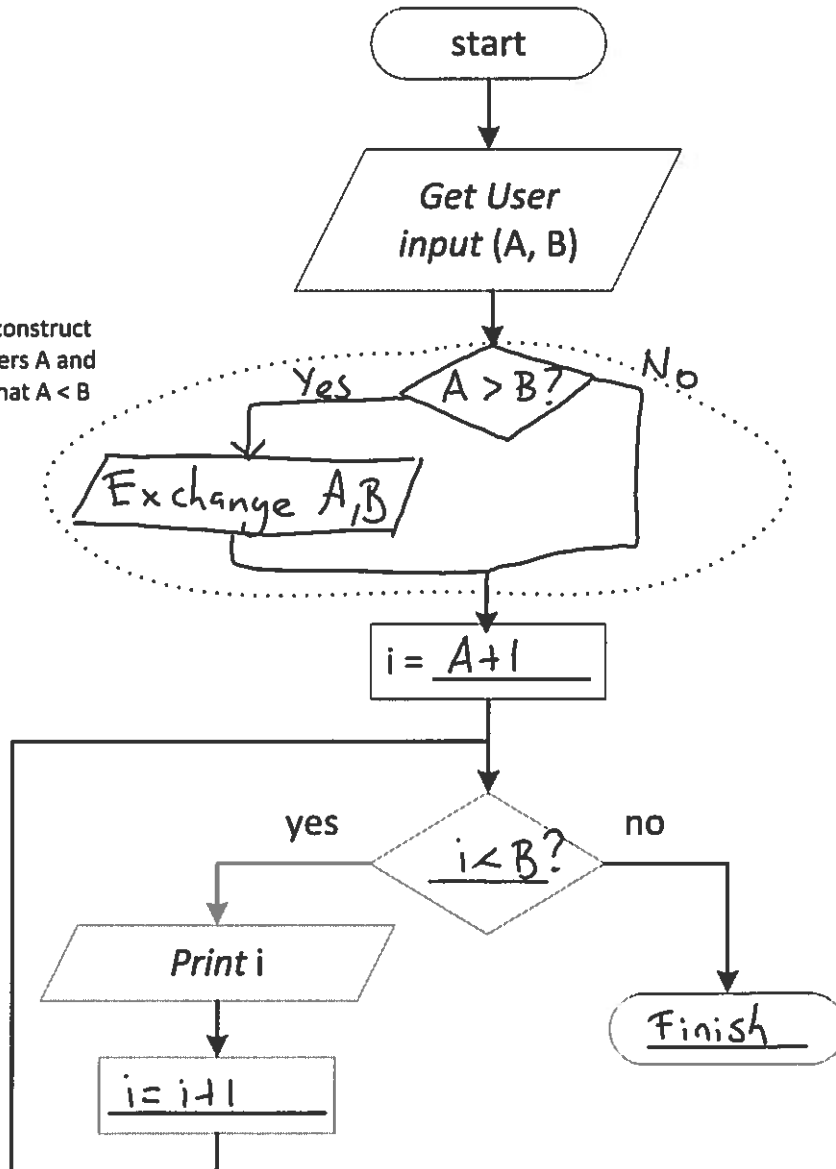 start
Get User
input (A, B)
construct
ers A and
hat A < B
Yes
A > B?
No
Exchange A,B
i = A+1
yes
i<B?
no
Print i
Finish
i=i+1